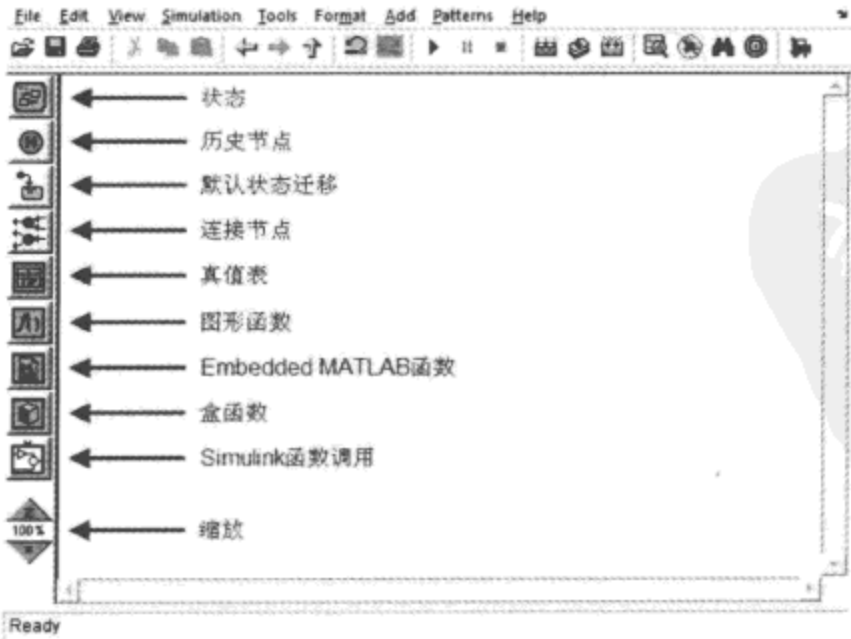 File Edit View Simulation Tools Format Add Patterns Help
状态
历史节点
默认状态迁移
连接节点
真值表
图形函数
Embedded MATLAB函数
盒函数
Simulink函数调用
100%
缩放
Ready